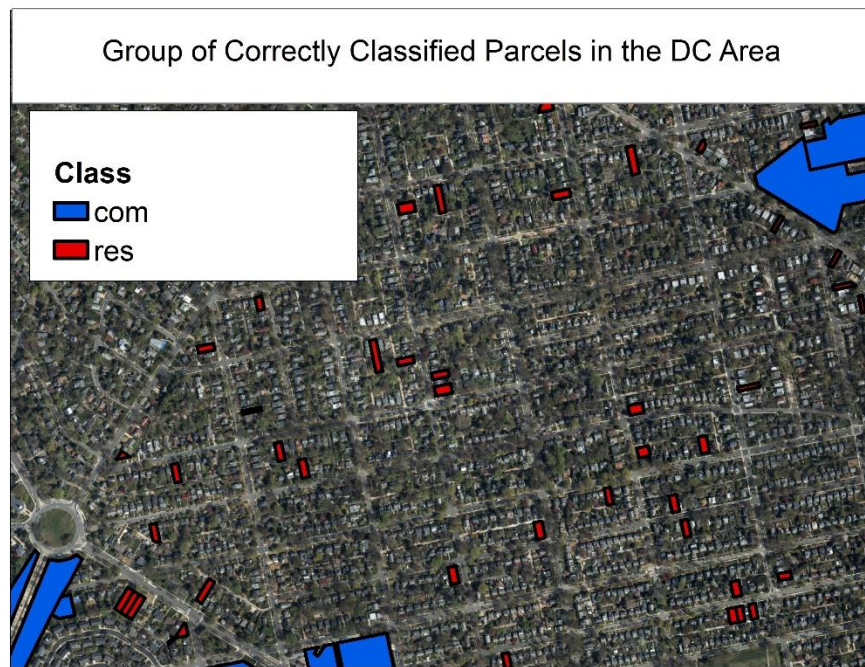 Group of Correctly Classified Parcels in the DC Area
Class
com
res